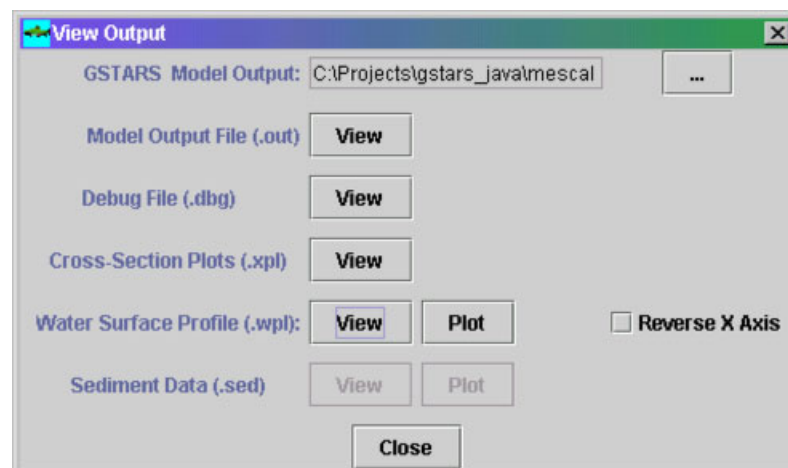 View Output
GSTARS Model Output: C:\Projects\gstars_java\mescal ...
Model Output File (.out) View
Debug File (.dbg) View
Cross-Section Plots (.xpl) View
Water Surface Profile (.wpl): View Plot Reverse X Axis
Sediment Data (.sed) View Plot
Close